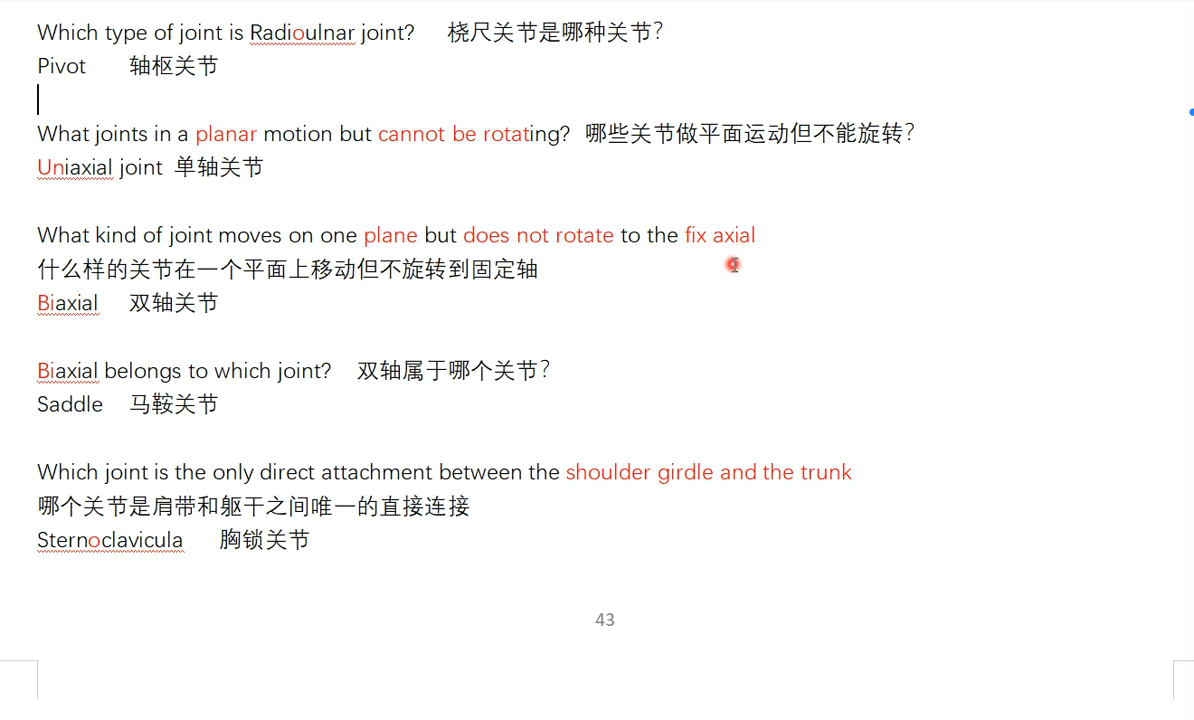 Which type of joint is Radioulnar joint? 桡尺关节是哪种关节？
Pivot 轴枢关节
What joints in a planar motion but cannot be rotating? 哪些关节做平面运动但不能旋转？
Uniaxial joint 单轴关节
What kind of joint moves on one plane but does not rotate to the fix axial
什么样的关节在一个平面上移动但不旋转到固定轴
Biaxial 双轴关节
Biaxial belongs to which joint? 双轴属于哪个关节？
Saddle 马鞍关节
Which joint is the only direct attachment between the shoulder girdle and the trunk
哪个关节是肩带和躯干之间唯一的直接连接
Sternoclavicula 胸锁关节
43